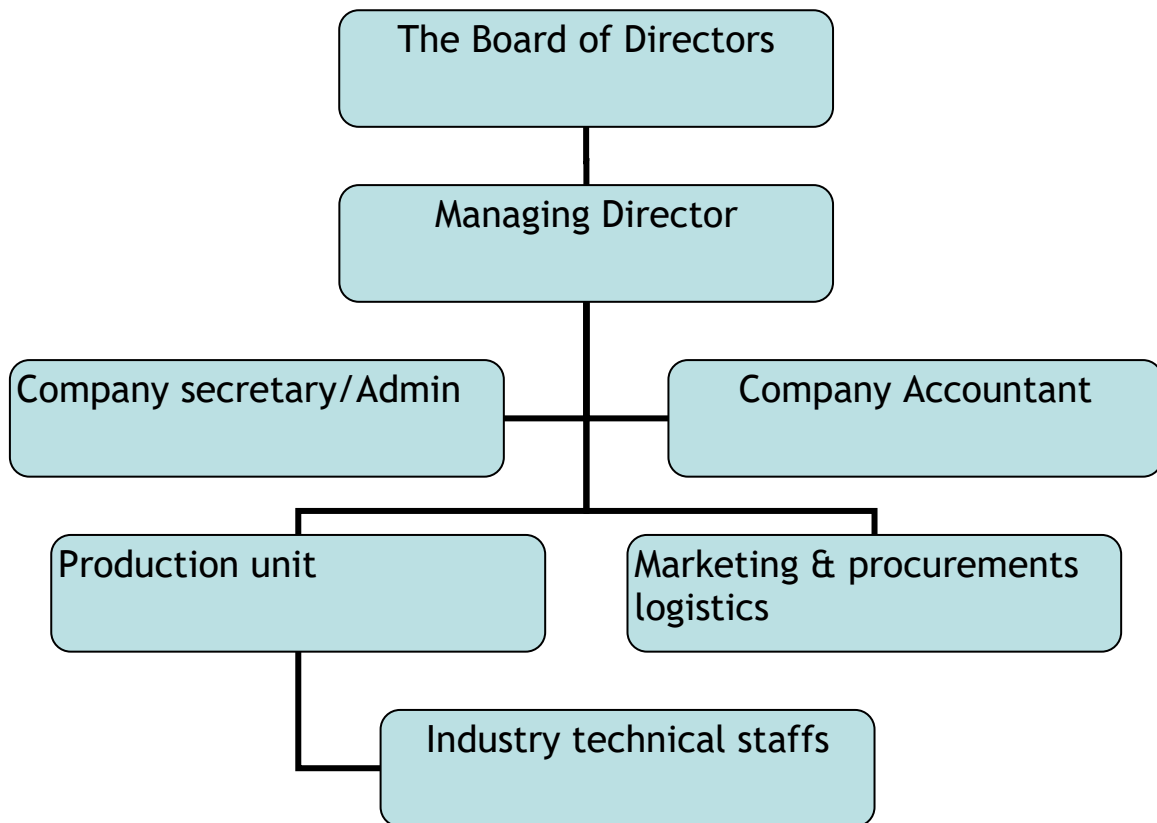 The Board of Directors
Managing Director
Company secretary/Admin
Company Accountant
Production unit
Marketing & procurements
logistics
Industry technical staffs